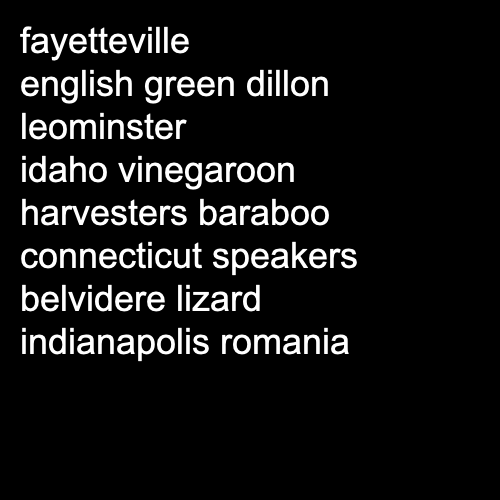 fayetteville
english green dillon
leominster
idaho vinegaroon
harvesters baraboo
connecticut speakers
belvidere lizard
indianapolis romania